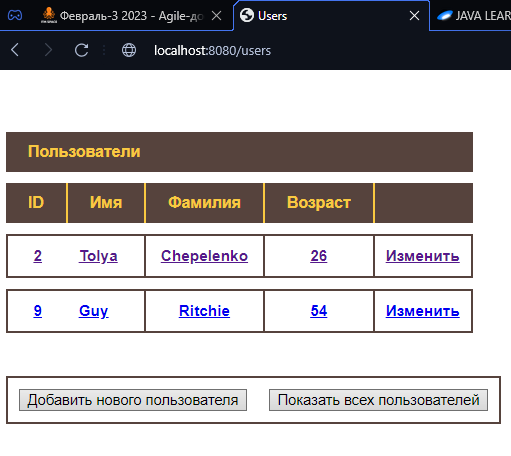 Февраль-3 2023 - Agile-до
Users
JAVA LEAR
localhost:8080/users
Пользователи
ID Имя Фамилия Возраст
2 Tolya Chepelenko 26 Изменить
9 Guy Ritchie 54 Изменить
Добавить нового пользователя Показать всех пользователей